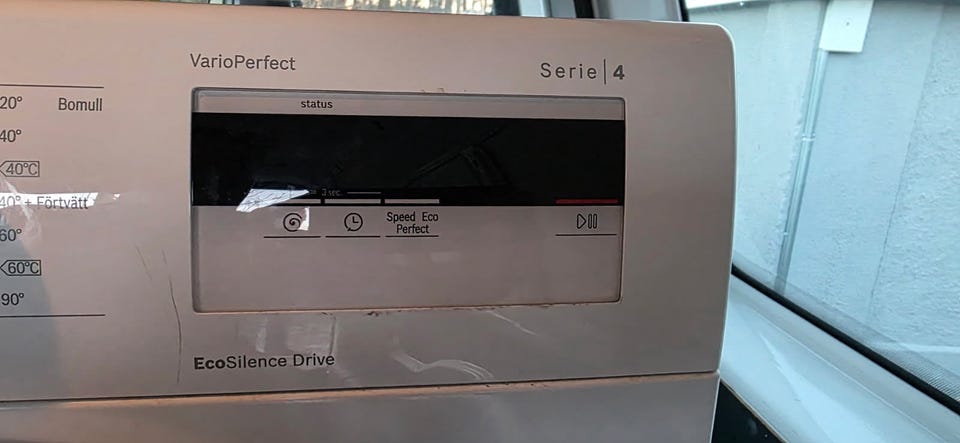 VarioPerfect
Serie | 4
20° Bomull
40°
40°C
40° + Förtvätt
60°
60°C
90°
status
3 sec.
Speed Eco
Perfect
EcoSilence Drive